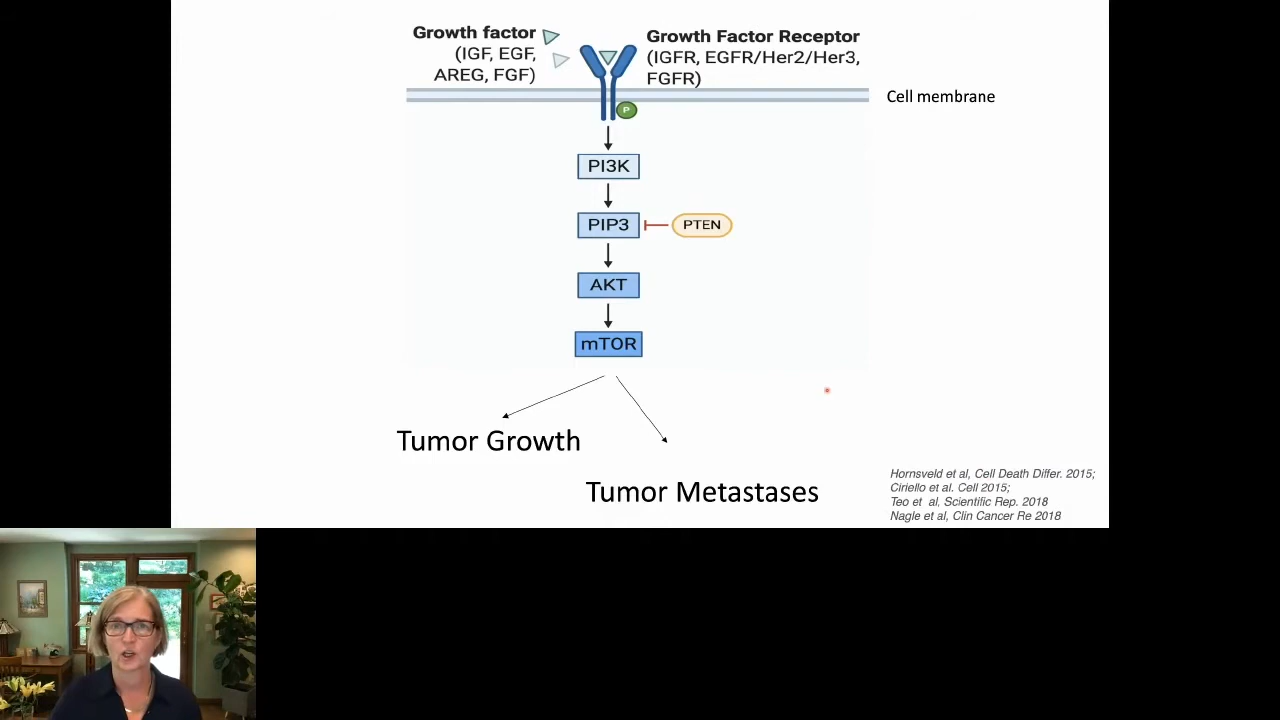 Growth factor
(IGF, EGF,
AREG, FGF)
Growth Factor Receptor
(IGFR, EGFR/Her2/Her3,
FGFR)
Cell membrane
P
PI3K
PIP3
PTEN
AKT
mTOR
Tumor Growth
Tumor Metastases
Hornsveld et al, Cell Death Differ. 2015;
Ciriello et al. Cell 2015;
Teo et al, Scientific Rep. 2018
Nagle et al, Clin Cancer Re 2018